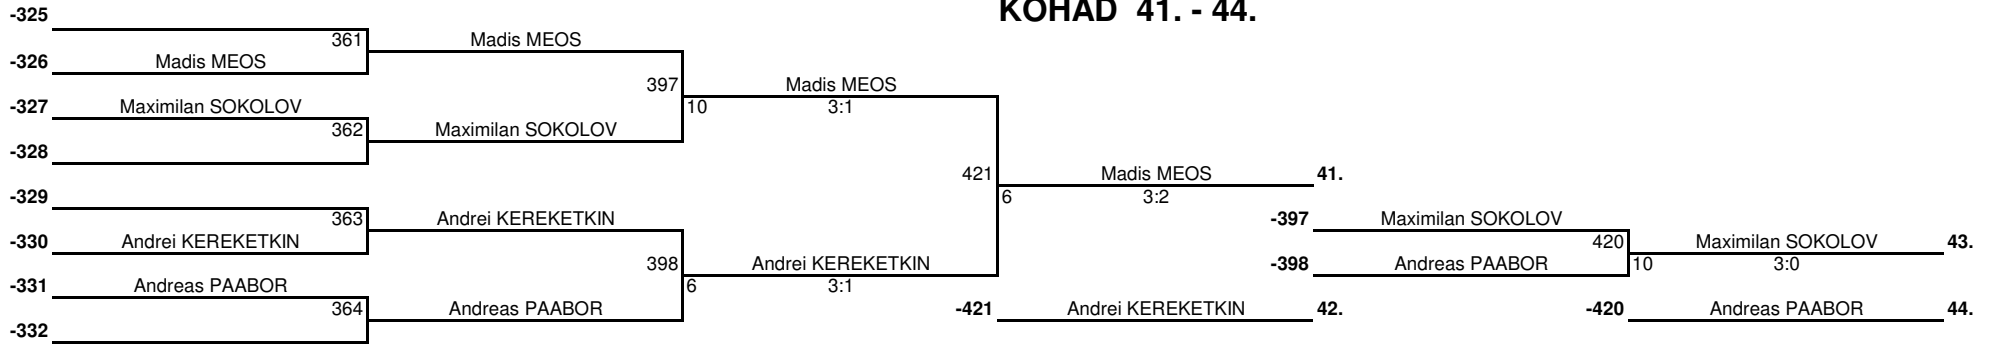 KOHAD 41. - 44.
-325
361 Madis MEOS
-326 Madis MEOS
397 Madis MEOS
-327 Maximilan SOKOLOV 10 3:1
362 Maximilan SOKOLOV
-328
421 Madis MEOS 41.
-329 6 3:2
363 Andrei KEREKETKIN -397 Maximilan SOKOLOV
-330 Andrei KEREKETKIN 420 Maximilan SOKOLOV 43.
398 Andrei KEREKETKIN -398 Andreas PAABOR 10 3:0
-331 Andreas PAABOR 6 3:1
364 Andreas PAABOR -421 Andrei KEREKETKIN 42. -420 Andreas PAABOR 44.
-332